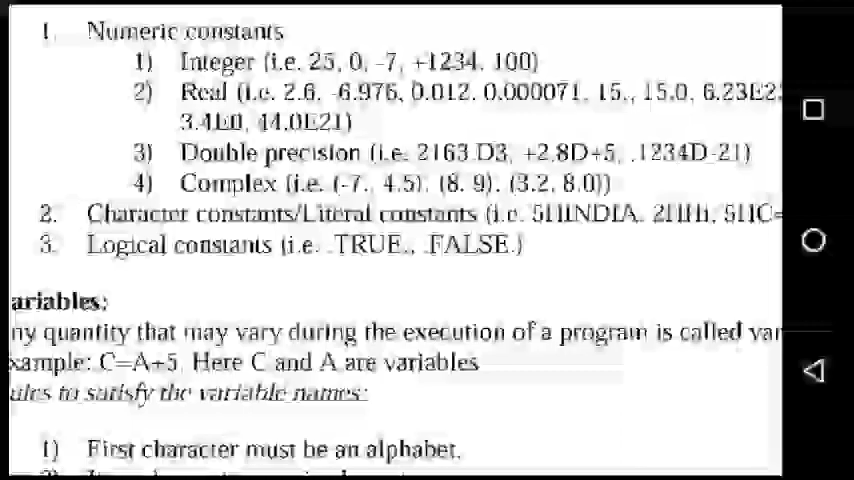 1. Numeric constants
1) Integer (i.e. 25, 0, -7, +1234, 100)
2) Real (i.e. 2.6, -6.976, 0.012, 0.000071, 15., 15.0,
3.4E0, 44.0E21)
3) Double precision (i.e. 2163.D3, +2.8D+5, .1234D-21)
4) Complex (i.e. (-7., 4.5), (8, 9), (3.2, 8.0))
2. Character constants/Literal constants (i.e. 5HINDIA, 2HHi,
3. Logical constants (i.e. .TRUE., .FALSE.)
ariables:
ny quantity that may vary during the execution of a program is called var
xample: C=A+5. Here C and A are variables
ules to satisfy the variable names:
1) First character must be an alphabet.